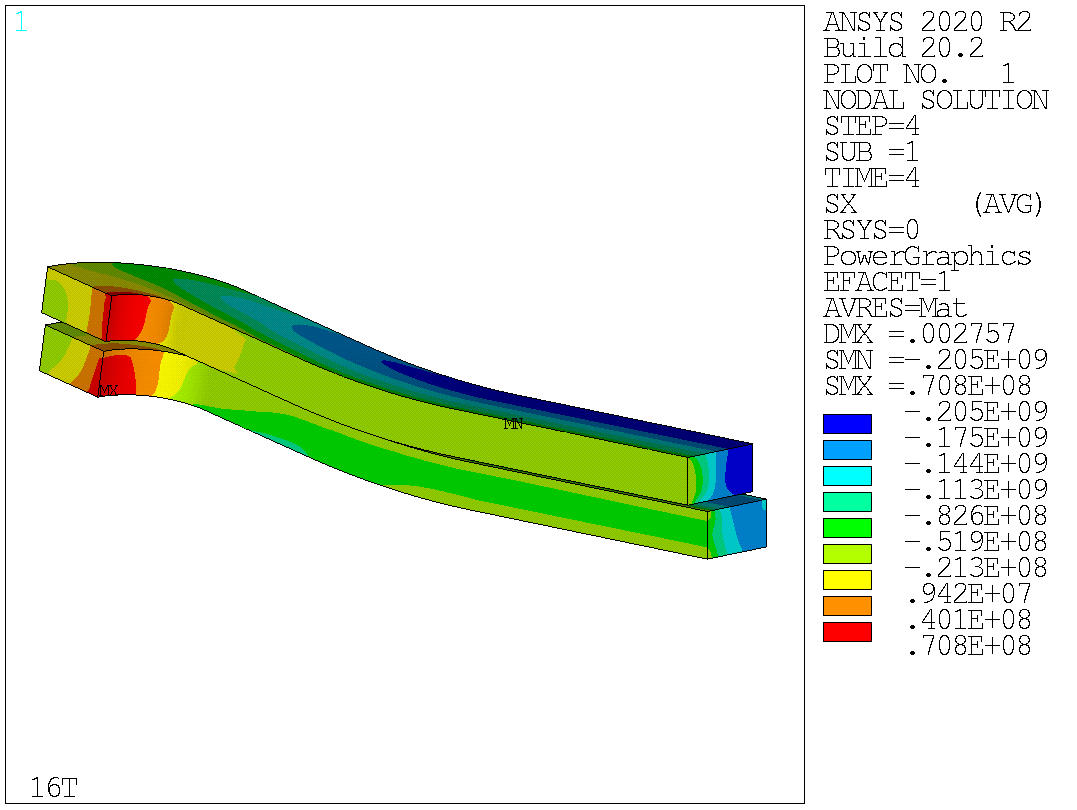 1
ANSYS 2020 R2
Build 20.2
PLOT NO.   1
NODAL SOLUTION
STEP=4
SUB =1
TIME=4
SX       (AVG)
RSYS=0
PowerGraphics
EFACET=1
AVRES=Mat
DMX =.002757
SMN =-.205E+09
SMX =.708E+08
-.205E+09
-.175E+09
-.144E+09
-.113E+09
-.826E+08
-.519E+08
-.213E+08
.942E+07
.401E+08
.708E+08
MX
MN
16T